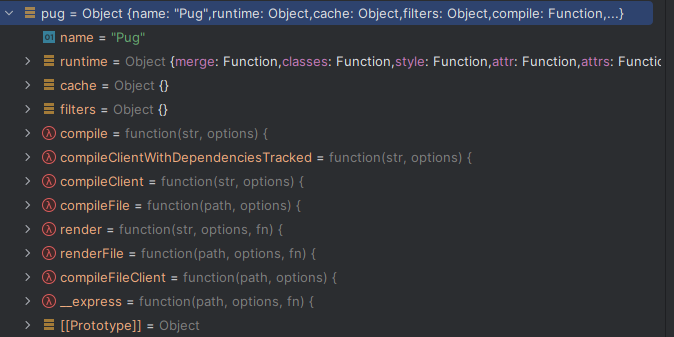 pug = Object {name: "Pug",runtime: Object,cache: Object,filters: Object,compile: Function,...}
01 name = "Pug"
runtime = Object {merge: Function,classes: Function,style: Function,attr: Function,attrs: Functio
cache = Object {}
filters = Object {}
λ compile = function(str, options) {
λ compileClientWithDependenciesTracked = function(str, options) {
λ compileClient = function(str, options) {
λ compileFile = function(path, options) {
λ render = function(str, options, fn) {
λ renderFile = function(path, options, fn) {
λ compileFileClient = function(path, options) {
λ __express = function(path, options, fn) {
[[Prototype]] = Object